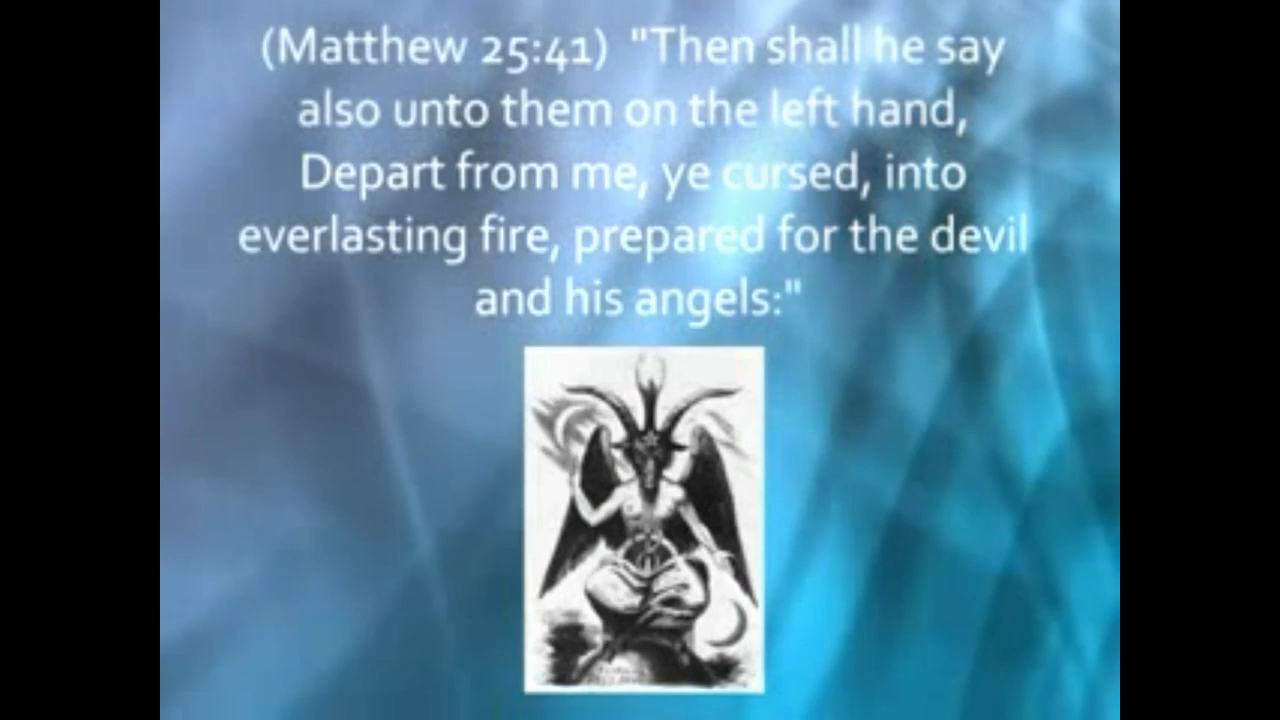 (Matthew 25:41)  "Then shall he say
also unto them on the left hand,
Depart from me, ye cursed, into
everlasting fire, prepared for the devil
and his angels:"